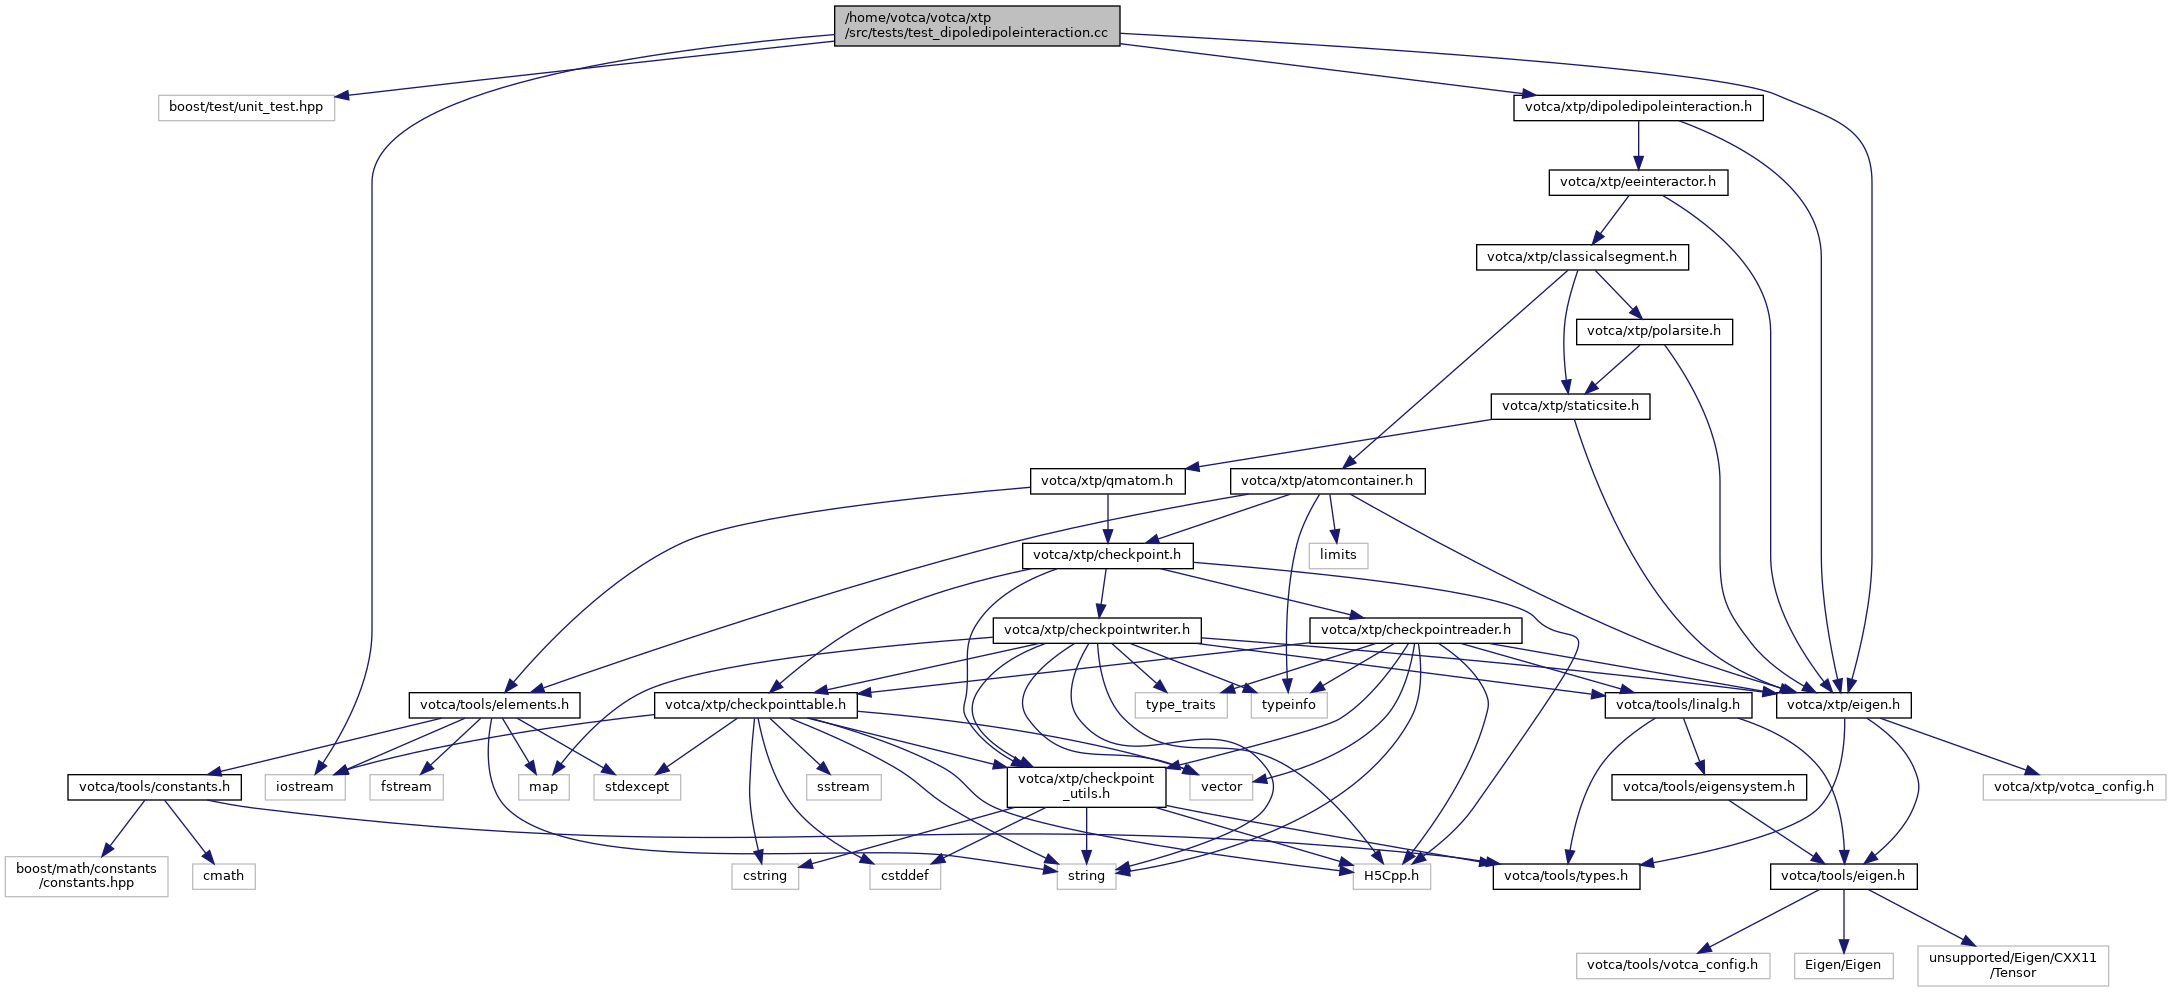 /home/votca/votca/xtp
/src/tests/test_dipoledipoleinteraction.cc
boost/test/unit_test.hpp
votca/xtp/dipoledipoleinteraction.h
votca/xtp/eeinteractor.h
votca/xtp/classicalsegment.h
votca/xtp/polarsite.h
votca/xtp/staticsite.h
votca/xtp/qmatom.h
votca/xtp/atomcontainer.h
votca/xtp/checkpoint.h
limits
votca/xtp/checkpointwriter.h
votca/xtp/checkpointreader.h
votca/tools/elements.h
votca/xtp/checkpointtable.h
type_traits
typeinfo
votca/tools/linalg.h
votca/xtp/eigen.h
votca/tools/constants.h
iostream
fstream
map
stdexcept
sstream
votca/xtp/checkpoint
_utils.h
vector
votca/tools/eigensystem.h
votca/xtp/votca_config.h
boost/math/constants
/constants.hpp
cmath
cstring
cstddef
string
H5Cpp.h
votca/tools/types.h
votca/tools/eigen.h
votca/tools/votca_config.h
Eigen/Eigen
unsupported/Eigen/CXX11
/Tensor